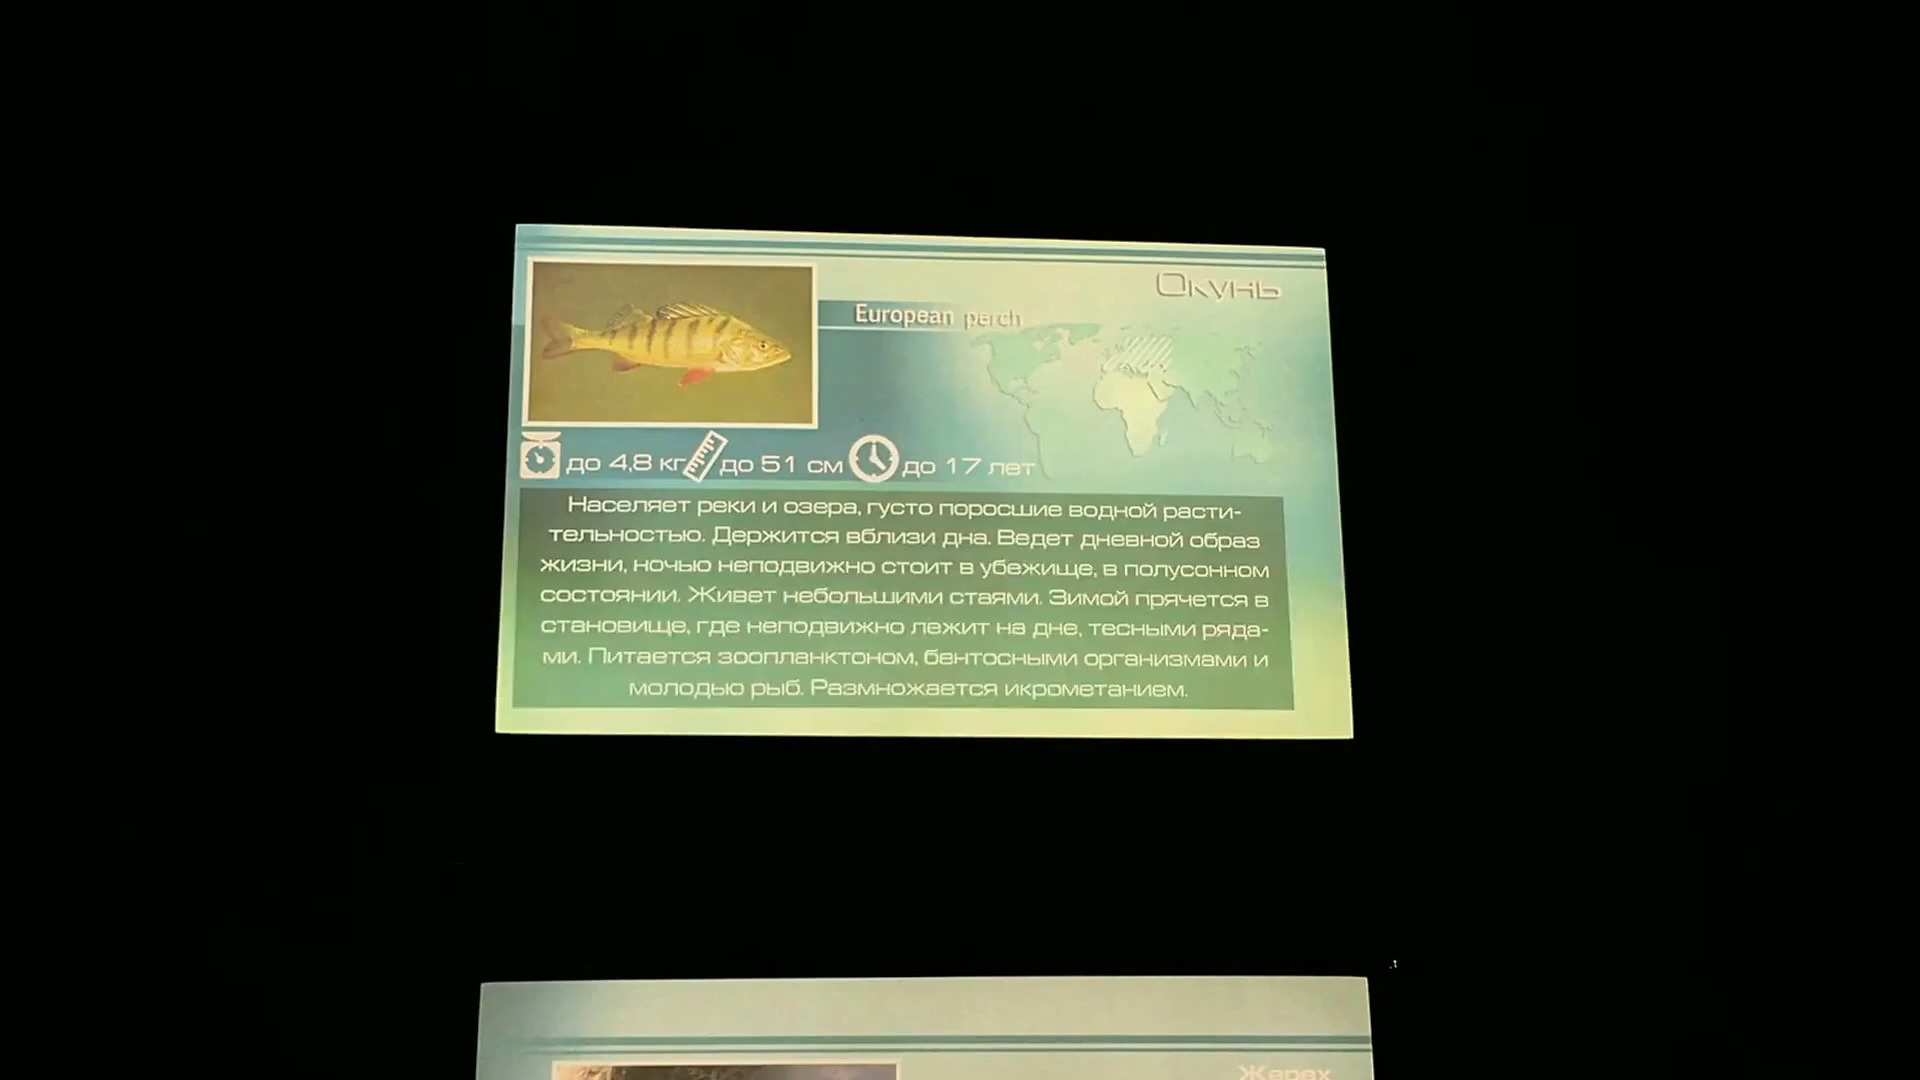 Окунь
European perch
до 4,8 кг до 51 см до 17 лет
Населяет реки и озера, густо поросшие водной расти-
тельностью. Держится вблизи дна. Ведет дневной образ
жизни, ночью неподвижно стоит в убежище, в полусонном
состоянии. Живет небольшими стаями. Зимой прячется в
становище, где неподвижно лежит на дне, тесными ряда-
ми. Питается зоопланктоном, бентосными организмами и
молодью рыб. Размножается икрометанием.
Жерех